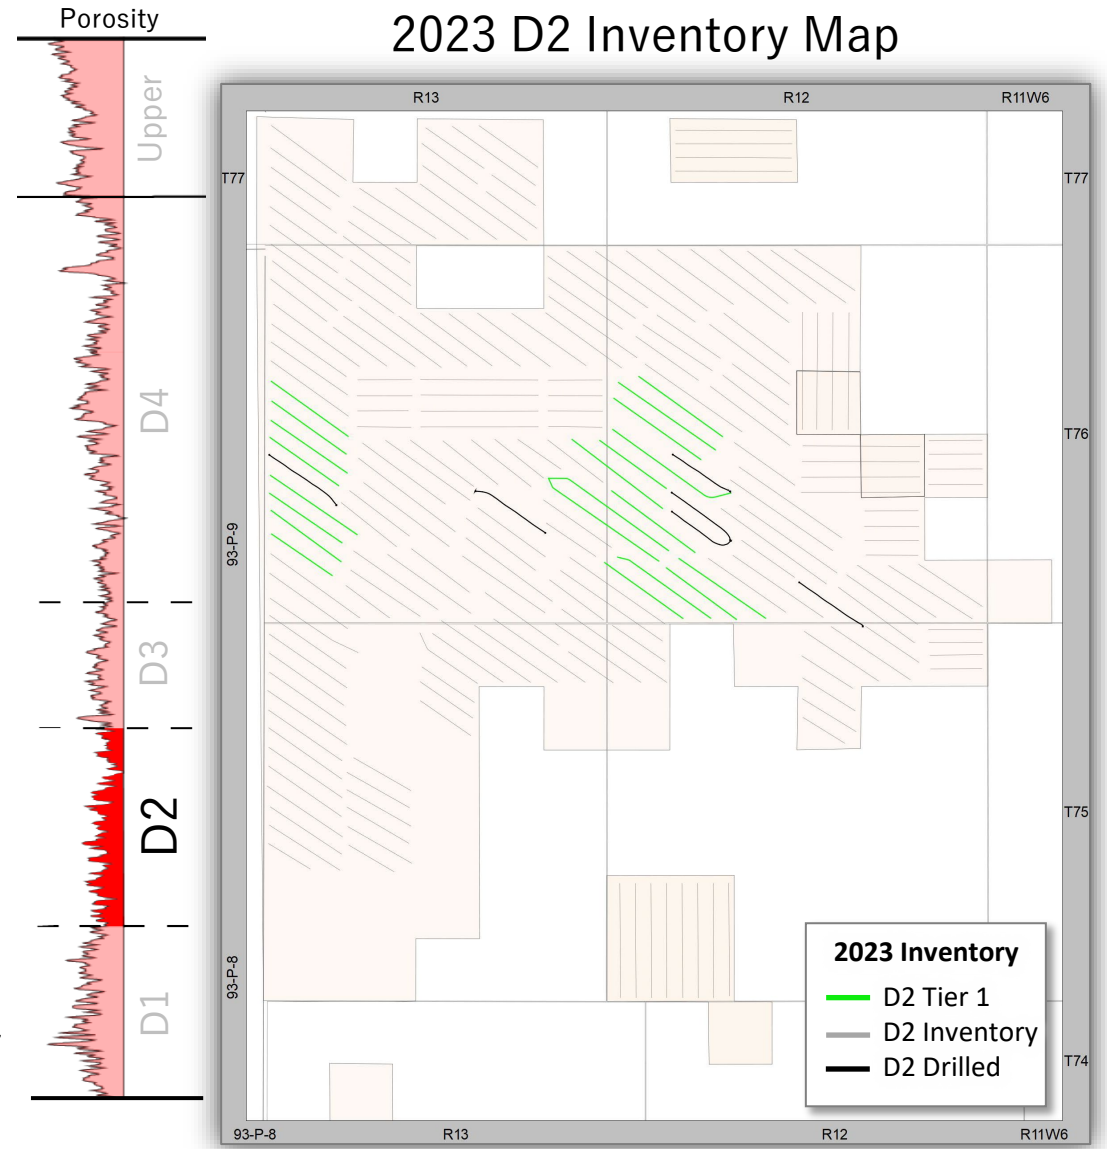 Porosity
2023 D2 Inventory Map
Upper
D4
D3
D2
D1
R13
R12
R11W6
T77
T77
T76
93-P-9
T75
93-P-8
T74
93-P-8
R13
R12
R11W6
2023 Inventory
D2 Tier 1
D2 Inventory
D2 Drilled